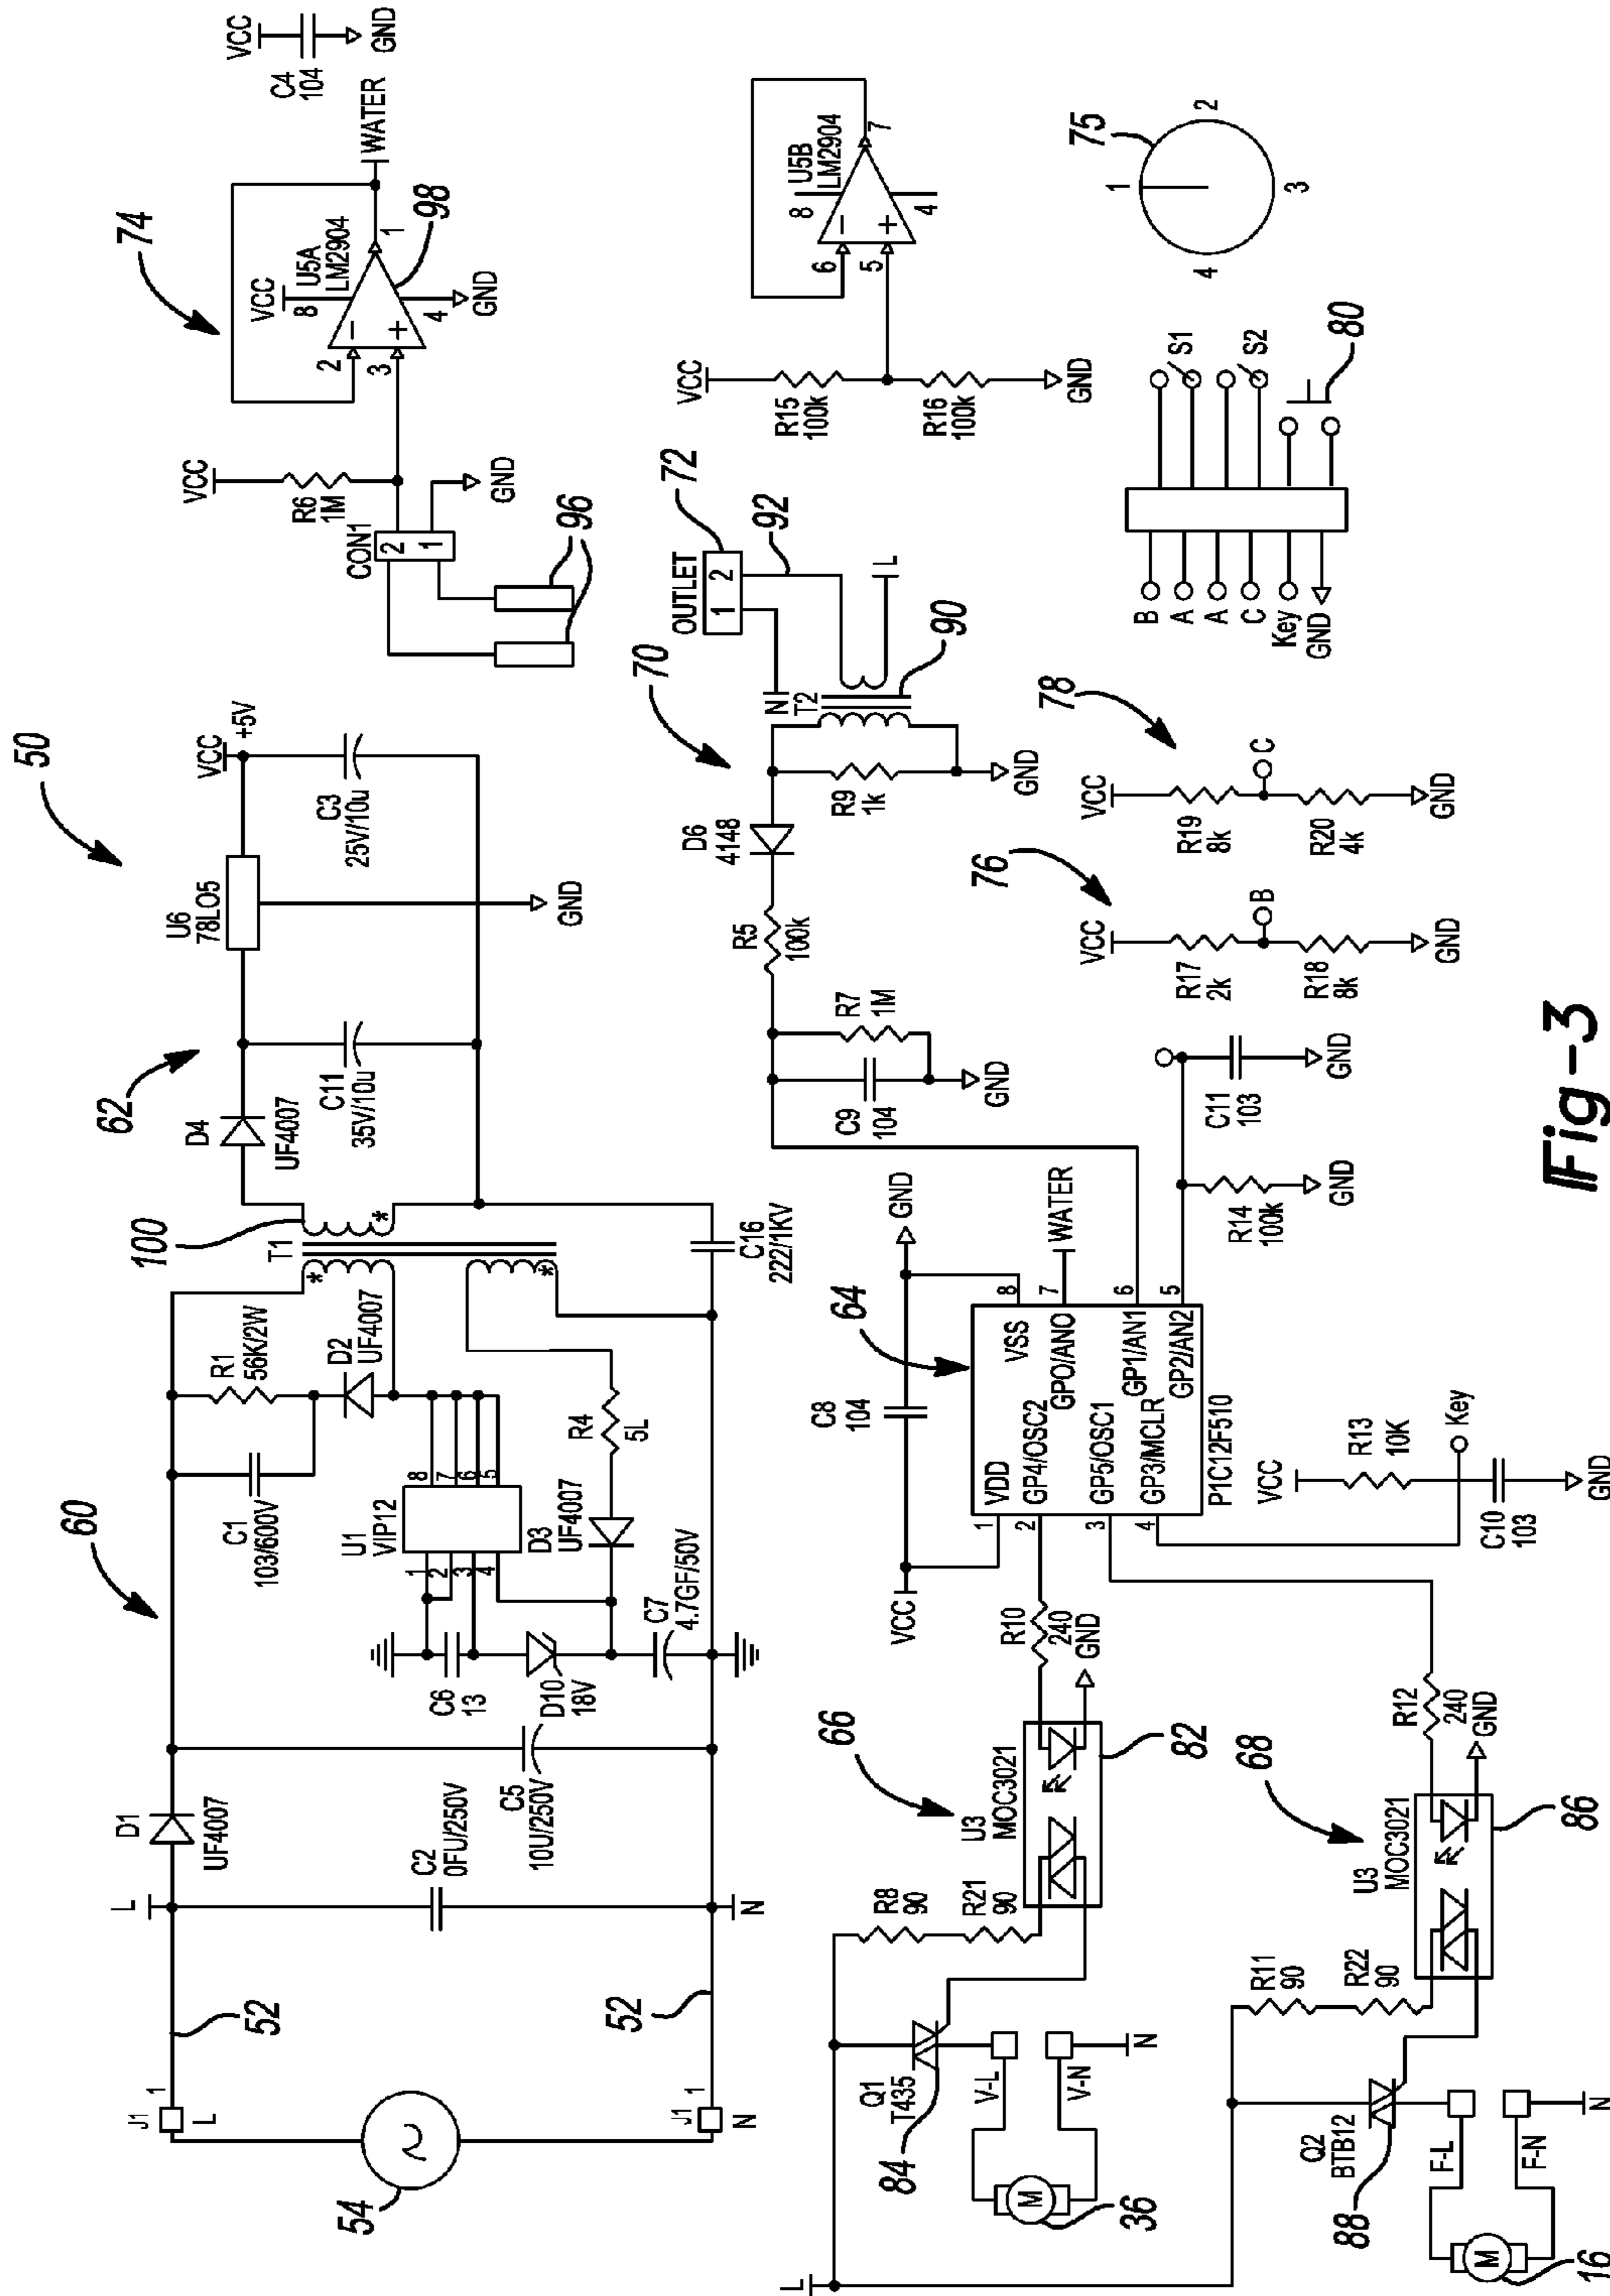 50
60
62
74
54
52
52
J1
1
L
J1
1
N
L
N
D1
UF4007
C2
0FU/250V
C5
10U/250V
C1
103/600V
R1
56K/2W
D2
UF4007
U1
VIP12
1
2
3
4
8
7
6
5
C6
13
D10
18V
D3
UF4007
C7
4.7GF/50V
R4
5L
T1
*
*
*
100
C16
222/1KV
D4
UF4007
C11
35V/10u
U6
78LO5
GND
VCC
+5V
C3
25V/10u
96
CON1
2
1
R6
1M
VCC
GND
VCC
8
U5A
LM2904
2
3
−
+
4
1
GND
98
WATER
VCC
C4
104
GND
L
66
68
Q1
T435
84
V-L
V-N
N
M
36
R8
90
R21
90
U3
MOC3021
82
R10
240
GND
Q2
BTB12
88
F-L
F-N
N
M
16
R11
90
R22
90
U3
MOC3021
86
R12
240
GND
VCC
C8
104
GND
64
1
2
3
4
VDD
GP4/OSC2
GP5/OSC1
GP3/MCLR
VSS
GPO/ANO
GP1/AN1
GP2/AN2
8
7
6
5
P1C12F510
WATER
VCC
R13
10K
Key
C10
103
GND
R14
100k
GND
C11
103
GND
C9
104
R7
1M
GND
R5
100k
D6
4148
R9
1k
GND
70
T2
N
L
90
92
OUTLET
1
2
72
76
VCC
R17
2k
B
R18
8k
GND
78
VCC
R19
8k
C
R20
4k
GND
VCC
R15
100k
R16
100k
GND
8
U5B
LM2904
6
5
−
+
4
7
B
A
A
C
Key
GND
S1
S2
80
75
1
2
3
4
Fig-3